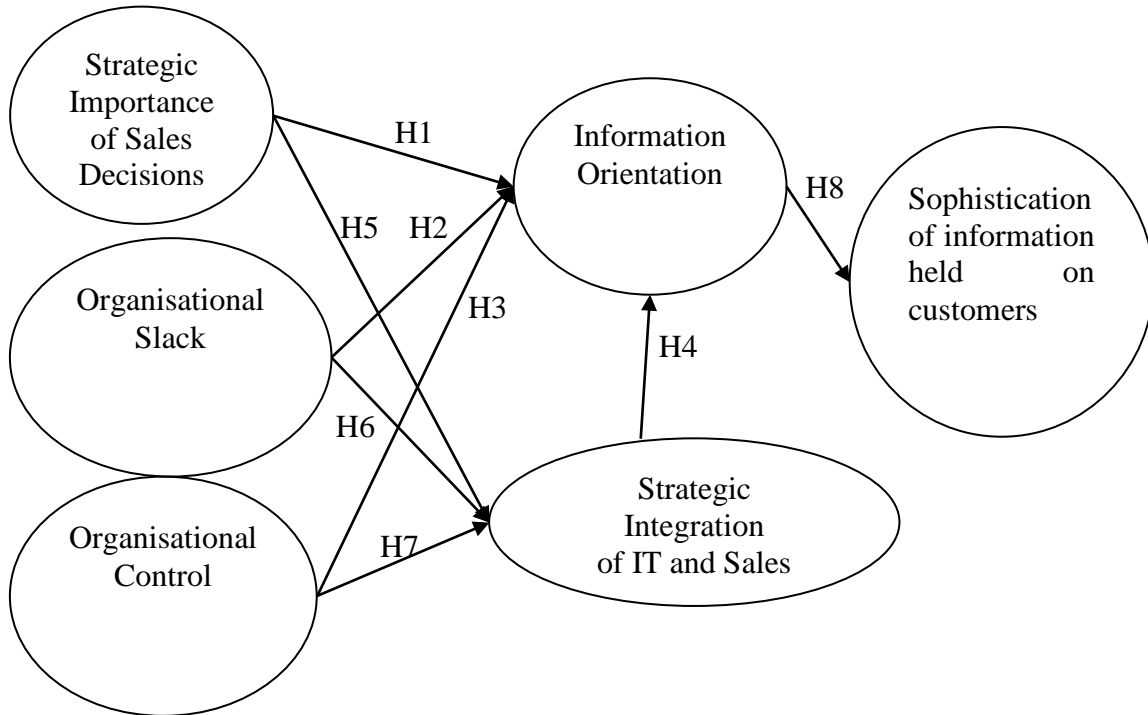 Strategic
Importance
of Sales
Decisions
H1
Information
Orientation
H8
Sophistication
of information
held on
customers
H5
H2
Organisational
Slack
H3
H4
H6
Strategic
Integration
of IT and Sales
Organisational
Control
H7